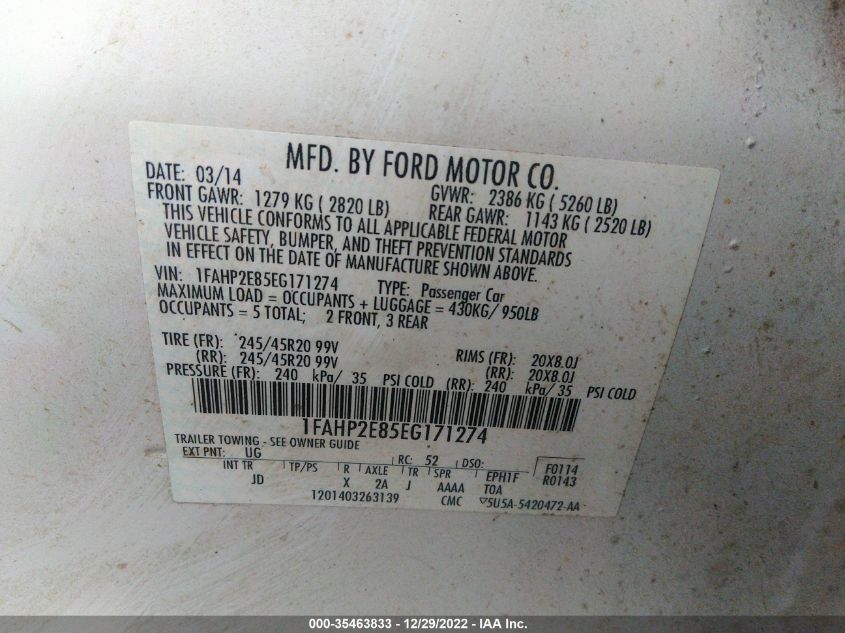 MFD. BY FORD MOTOR CO.
DATE: 03/14 GVWR: 2386 KG ( 5260 LB)
FRONT GAWR: 1279 KG ( 2820 LB) REAR GAWR: 1143 KG ( 2520 LB)
THIS VEHICLE CONFORMS TO ALL APPLICABLE FEDERAL MOTOR
VEHICLE SAFETY, BUMPER, AND THEFT PREVENTION STANDARDS
IN EFFECT ON THE DATE OF MANUFACTURE SHOWN ABOVE.
VIN: 1FAHP2E85EG171274 TYPE: Passenger Car
MAXIMUM LOAD = OCCUPANTS + LUGGAGE = 430KG/ 950LB
OCCUPANTS = 5 TOTAL; 2 FRONT, 3 REAR
TIRE (FR): 245/45R20 99V RIMS (FR): 20X8.0J
(RR): 245/45R20 99V (RR): 20X8.0J
PRESSURE (FR): 240 kPa/ 35 PSI COLD (RR): 240 kPa/ 35 PSI COLD
1FAHP2E85EG171274
TRAILER TOWING - SEE OWNER GUIDE
EXT PNT: UG RC: 52 DSO: F0114
INT TR TP/PS R AXLE TR SPR EPH1F R0143
JD X 2A J AAAA TOA
1201403263139 CMC 5U5A-5420472-AA
000-35463833 - 12/29/2022 - IAA Inc.